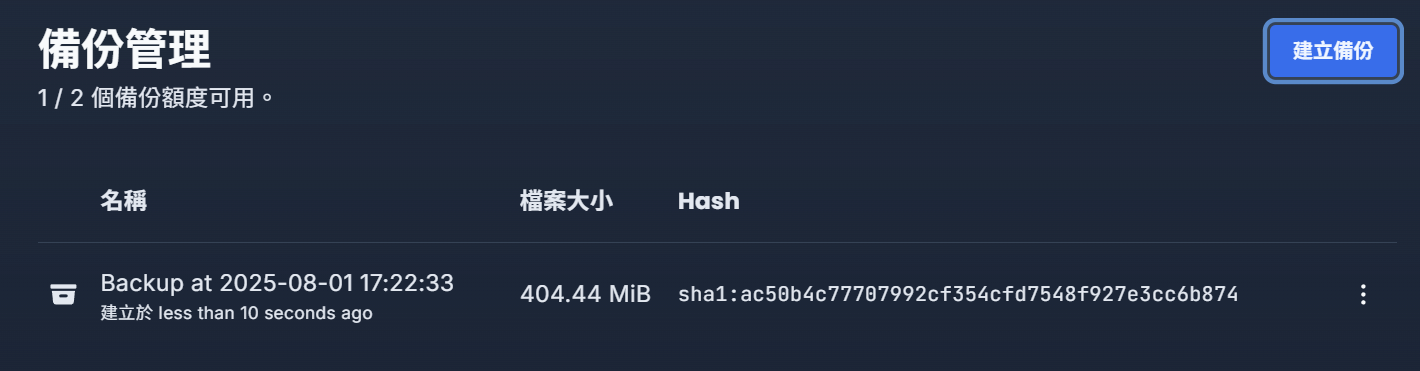 備份管理
建立備份
1 / 2 個備份額度可用。
名稱 檔案大小 Hash
Backup at 2025-08-01 17:22:33
404.44 MiB sha1:ac50b4c77707992cf354cfd7548f927e3cc6b874
建立於 less than 10 seconds ago